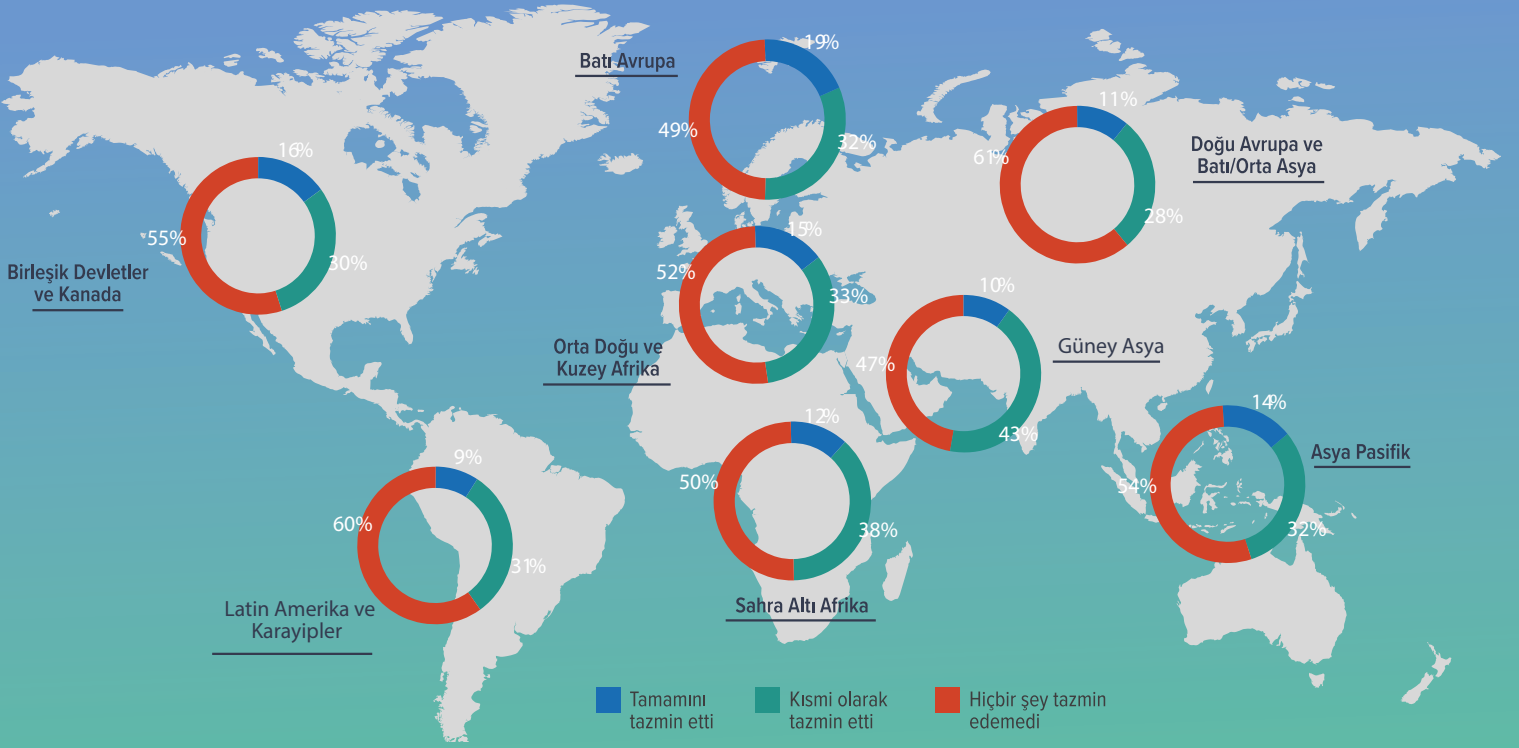 Batı Avrupa
19%
49%
32%
11%
61%
28%
Doğu Avrupa ve
Batı/Orta Asya
16%
55%
30%
Birleşik Devletler
ve Kanada
15%
52%
33%
Orta Doğu ve
Kuzey Afrika
10%
47%
43%
Güney Asya
14%
54%
32%
Asya Pasifik
12%
50%
38%
Sahra Altı Afrika
9%
60%
31%
Latin Amerika ve
Karayipler
Tamamını
tazmin etti
Kısmi olarak
tazmin etti
Hiçbir şey tazmin
edemedi